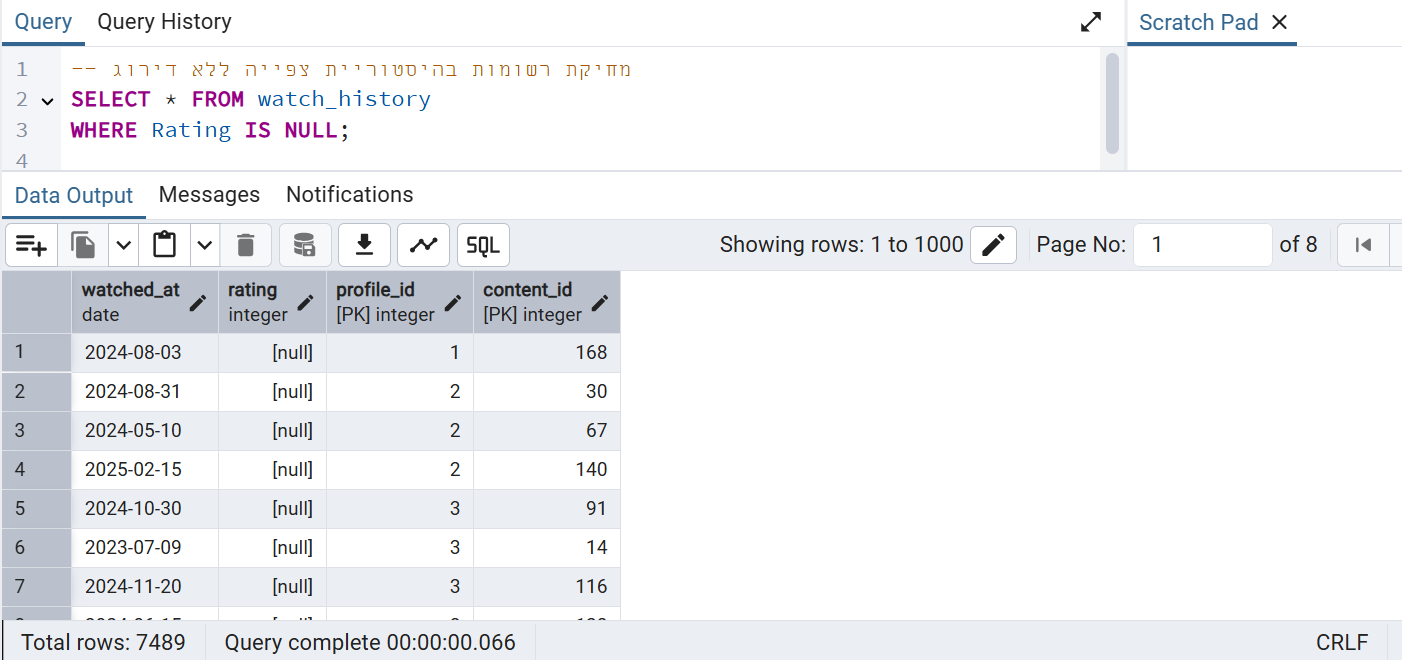 Query Query History Scratch Pad
1 -- מחיקת רשומות בהיסטוריית צפייה ללא דירוג
2 SELECT * FROM watch_history
3 WHERE Rating IS NULL;
4
Data Output Messages Notifications
SQL Showing rows: 1 to 1000 Page No: 1 of 8
watched_at rating profile_id content_id
date integer [PK] integer [PK] integer
1 2024-08-03 [null] 1 168
2 2024-08-31 [null] 2 30
3 2024-05-10 [null] 2 67
4 2025-02-15 [null] 2 140
5 2024-10-30 [null] 3 91
6 2023-07-09 [null] 3 14
7 2024-11-20 [null] 3 116
Total rows: 7489 Query complete 00:00:00.066 CRLF